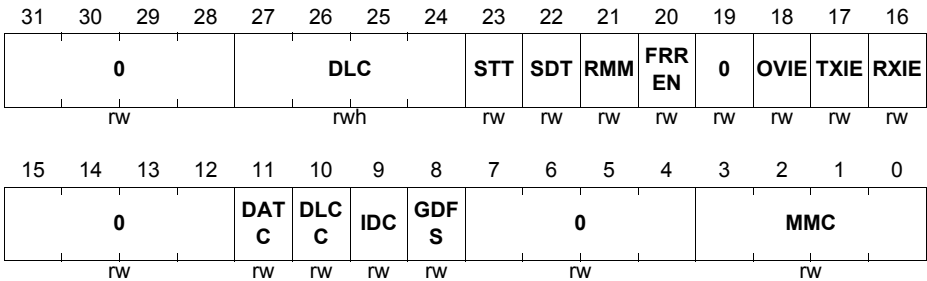 31 30 29 28 27 26 25 24 23 22 21 20 19 18 17 16
0 DLC STT SDT RMM FRR EN 0 OVIE TXIE RXIE
rw rwh rw rw rw rw rw rw rw rw
15 14 13 12 11 10 9 8 7 6 5 4 3 2 1 0
0 DAT C DLC C IDC GDF S 0 MMC
rw rw rw rw rw rw rw